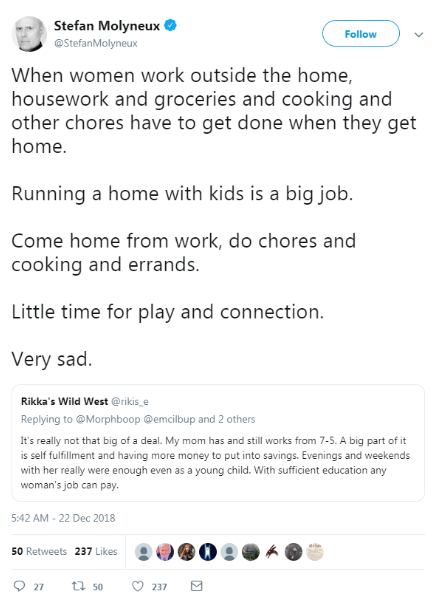 Stefan Molyneux
@StefanMolyneux
Follow
When women work outside the home,
housework and groceries and cooking and
other chores have to get done when they get
home.
Running a home with kids is a big job.
Come home from work, do chores and
cooking and errands.
Little time for play and connection.
Very sad.
Rikka's Wild West @rikis_e
Replying to @Morphboop @emcilbup and 2 others
It's really not that big of a deal. My mom has and still works from 7-5. A big part of it
is self fulfillment and having more money to put into savings. Evenings and weekends
with her really were enough even as a young child. With sufficient education any
woman's job can pay.
5:42 AM - 22 Dec 2018
50 Retweets 237 Likes
27 50 237